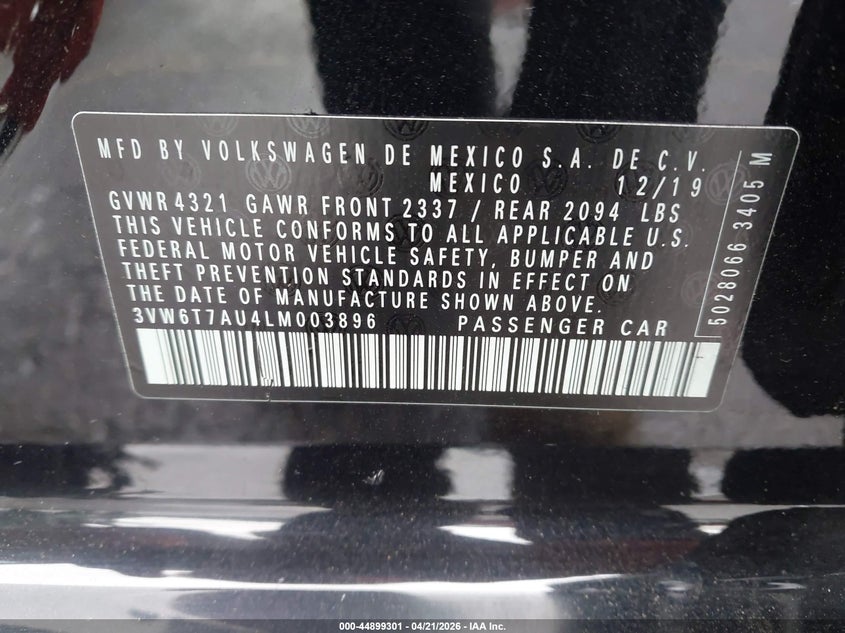 MFD BY VOLKSWAGEN DE MEXICO S.A. DE C.V.
MEXICO 12/19
GVWR 4321 GAWR FRONT 2337 / REAR 2094 LBS
THIS VEHICLE CONFORMS TO ALL APPLICABLE U.S.
FEDERAL MOTOR VEHICLE SAFETY, BUMPER AND
THEFT PREVENTION STANDARDS IN EFFECT ON
THE DATE OF MANUFACTURE SHOWN ABOVE.
3VW6T7AU4LM003896 PASSENGER CAR
5028066 3405 M
000-44899301 - 04/21/2026 - IAA Inc.